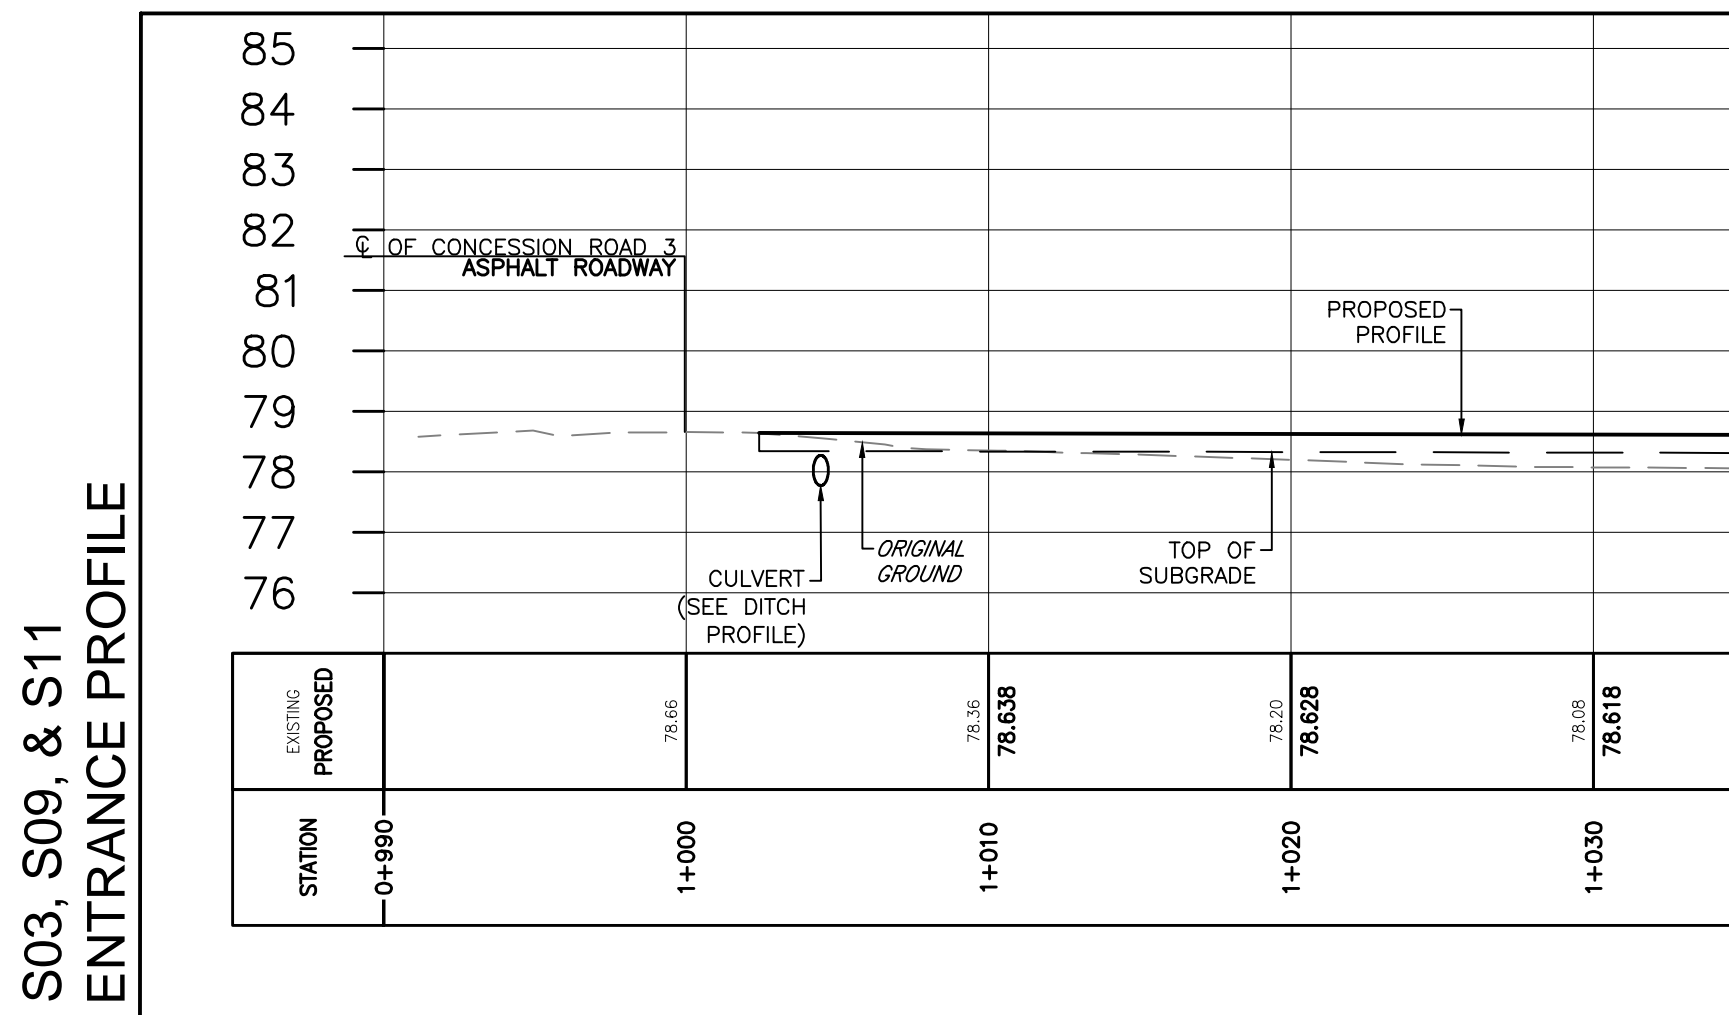 S03, S09, & S11
ENTRANCE PROFILE
85
84
83
82
81
80
79
78
77
76
℄ OF CONCESSION ROAD 3
ASPHALT ROADWAY
PROPOSED
PROFILE
ORIGINAL
GROUND
TOP OF
SUBGRADE
CULVERT
(SEE DITCH
PROFILE)
EXISTING
PROPOSED
78.66
78.36
78.638
78.20
78.628
78.08
78.618
STATION
0+990
1+000
1+010
1+020
1+030